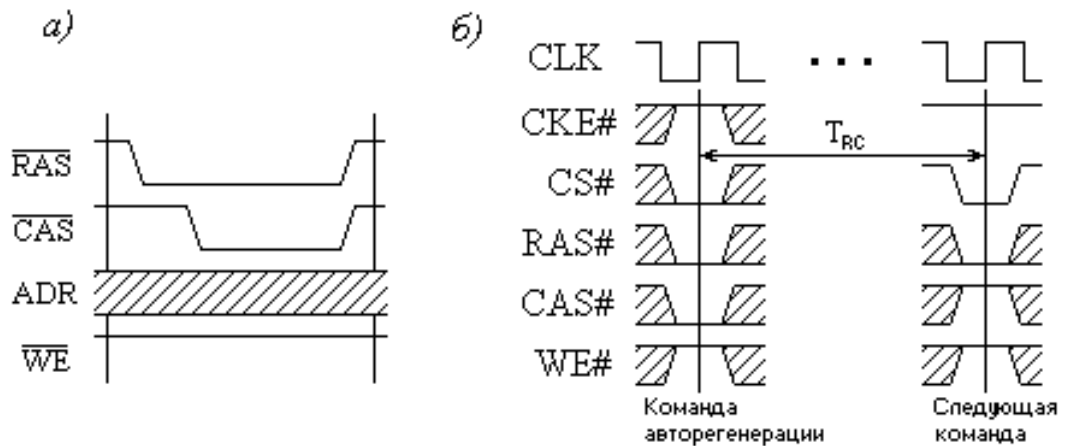 а)
RAS
CAS
ADR
WE
б)
CLK
CKE#
T_RC
CS#
RAS#
CAS#
WE#
Команда
авторегенерации
Следующая
команда